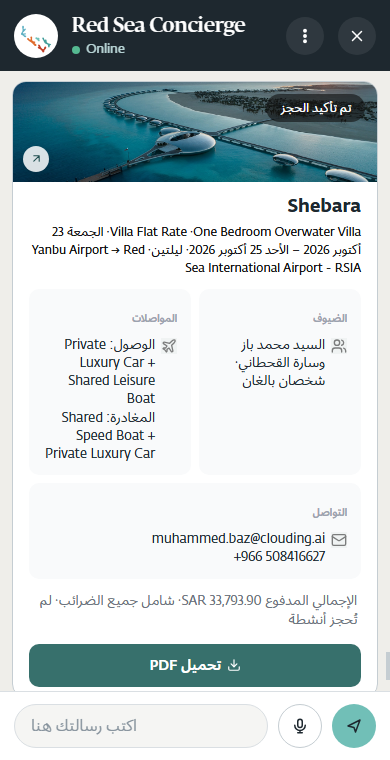 Red Sea Concierge
Online
تم تأكيد الحجز
Shebara
One Bedroom Overwater Villa· Villa Flat Rate· الجمعة 23
أكتوبر 2026 – الأحد 25 أكتوبر 2026· ليلتين· Yanbu Airport → Red
Sea International Airport - RSIA
الضيوف
السيد محمد باز
وسارة القحطاني·
شخصان بالغان
المواصلات
الوصول: Private
Luxury Car +
Shared Leisure
Boat
المغادرة: Shared
Speed Boat +
Private Luxury Car
التواصل
muhammed.baz@clouding.ai
+966 508416627
الإجمالي المدفوع SAR 33,793.90· شامل جميع الضرائب· لم
تُحجز أنشطة
تحميل PDF
اكتب رسالتك هنا